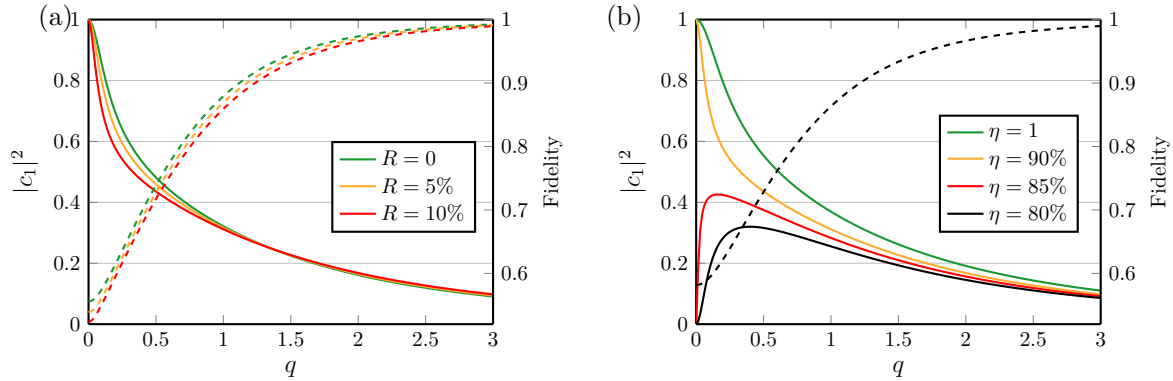 (a)
1
0.8
0.6
0.4
0.2
0
|c₁|²
1
0.9
0.8
0.7
0.6
Fidelity
R = 0
R = 5%
R = 10%
0 0.5 1 1.5 2 2.5 3
q
(b)
1
0.8
0.6
0.4
0.2
0
|c₁|²
1
0.9
0.8
0.7
0.6
Fidelity
η = 1
η = 90%
η = 85%
η = 80%
0 0.5 1 1.5 2 2.5 3
q